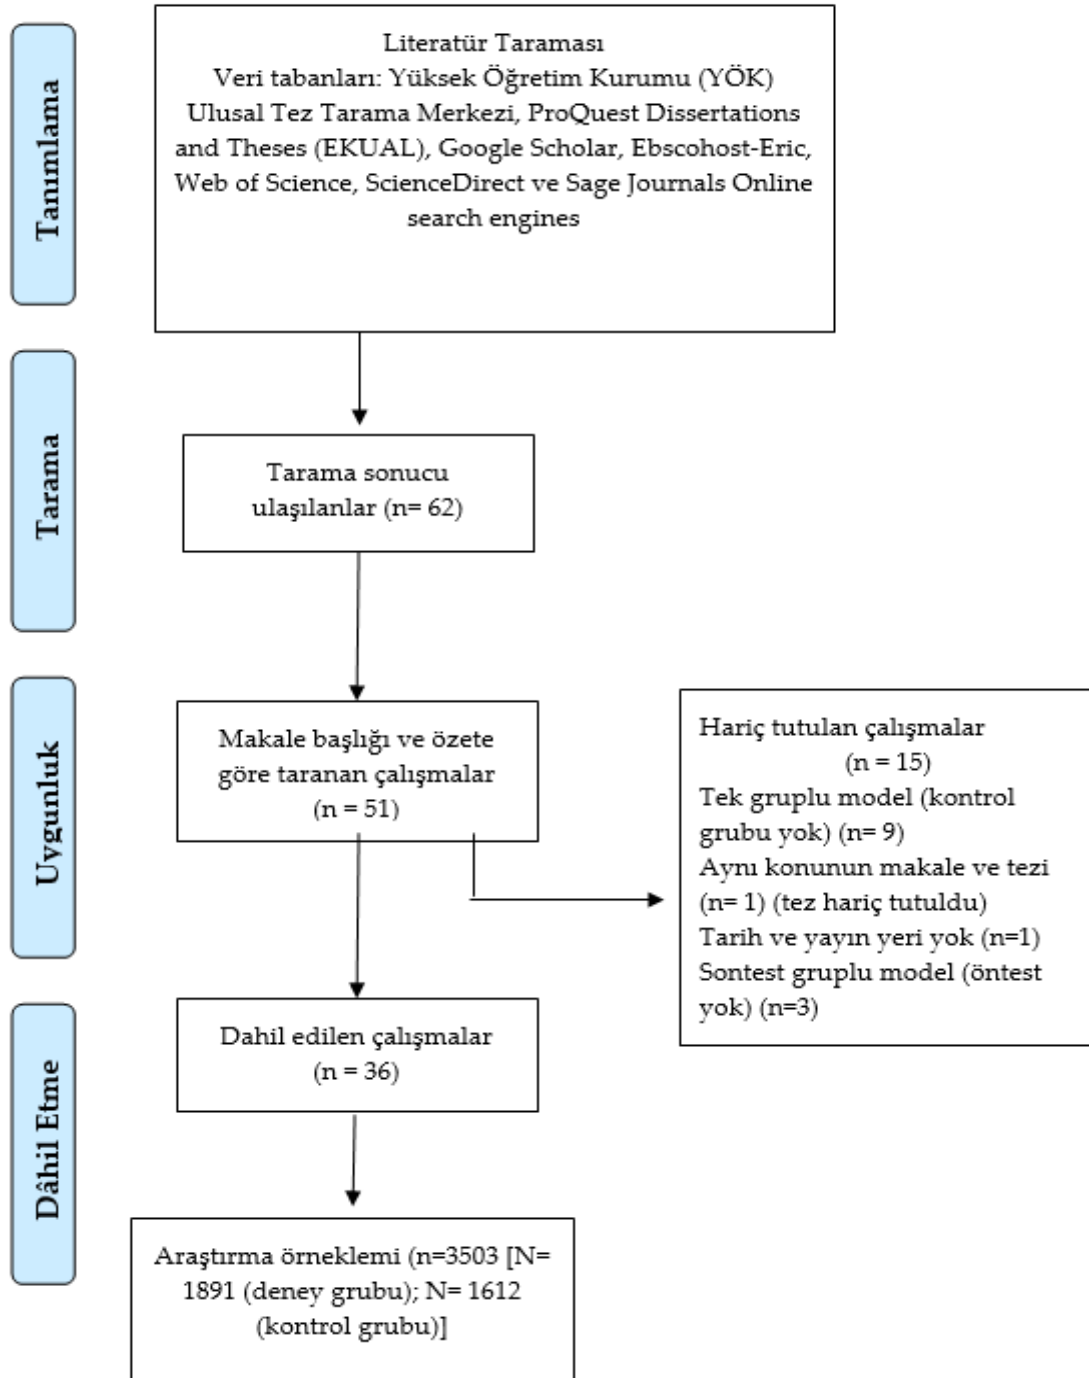 Tanımlama
Literatür Taraması
Veri tabanları: Yüksek Öğretim Kurumu (YÖK)
Ulusal Tez Tarama Merkezi, ProQuest Dissertations
and Theses (EKUAL), Google Scholar, Ebscohost-Eric,
Web of Science, ScienceDirect ve Sage Journals Online
search engines
Tarama
Tarama sonucu
ulaşılanlar (n= 62)
Uygunluk
Makale başlığı ve özete
göre taranan çalışmalar
(n = 51)
Hariç tutulan çalışmalar
(n = 15)
Tek gruplu model (kontrol
grubu yok) (n= 9)
Aynı konunun makale ve tezi
(n= 1) (tez hariç tutuldu)
Tarih ve yayın yeri yok (n=1)
Sontest gruplu model (öntest
yok) (n=3)
Dâhil Etme
Dahil edilen çalışmalar
(n = 36)
Araştırma örneklemi (n=3503 [N=
1891 (deney grubu); N= 1612
(kontrol grubu)]